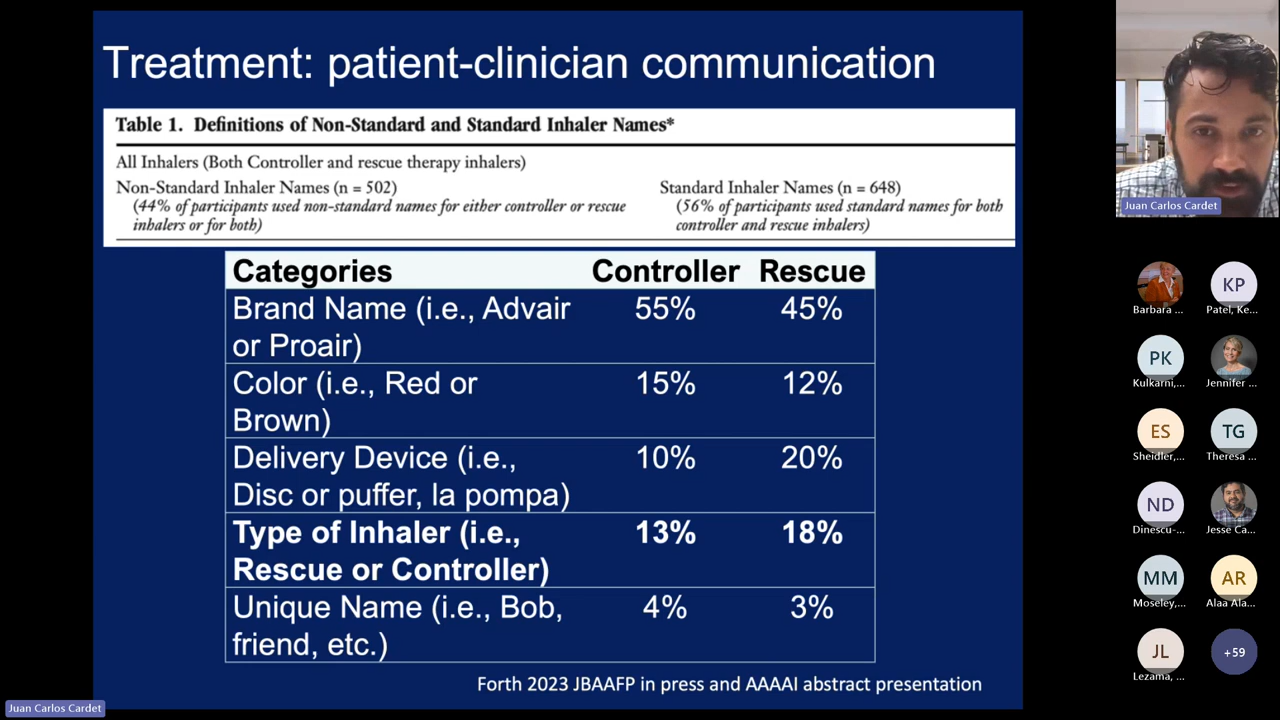 Treatment: patient-clinician communication
Table 1. Definitions of Non-Standard and Standard Inhaler Names*
All Inhalers (Both Controller and rescue therapy inhalers)
Non-Standard Inhaler Names (n = 502)
(44% of participants used non-standard names for either controller or rescue
inhalers or for both)
Standard Inhaler Names (n = 648)
(56% of participants used standard names for both
controller and rescue inhalers)
Categories Controller Rescue
Brand Name (i.e., Advair 55% 45%
or Proair)
Color (i.e., Red or 15% 12%
Brown)
Delivery Device (i.e., 10% 20%
Disc or puffer, la pompa)
Type of Inhaler (i.e., 13% 18%
Rescue or Controller)
Unique Name (i.e., Bob, 4% 3%
friend, etc.)
Forth 2023 JBAAFP in press and AAAAI abstract presentation
Juan Carlos Cardet
Juan Carlos Cardet
Barbara ...
KP
Patel, Ke...
PK
Kulkarni,...
Jennifer ...
ES
Sheidler,...
TG
Theresa ...
ND
Dinescu-...
Jesse Ca...
MM
Moseley,...
AR
Alaa Ala...
JL
Lezama, ...
+59